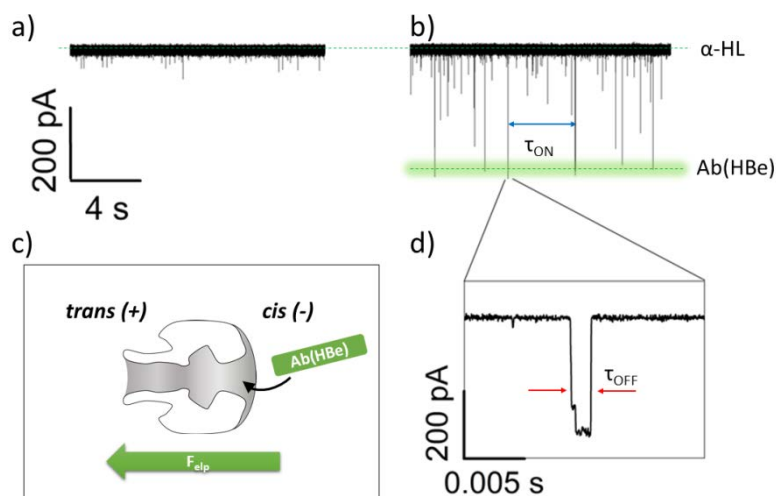 a)
b)
α-HL
200 pA
4 s
τON
Ab(HBe)
c)
d)
trans (+)
cis (-)
Ab(HBe)
Felp
τOFF
200 pA
0.005 s